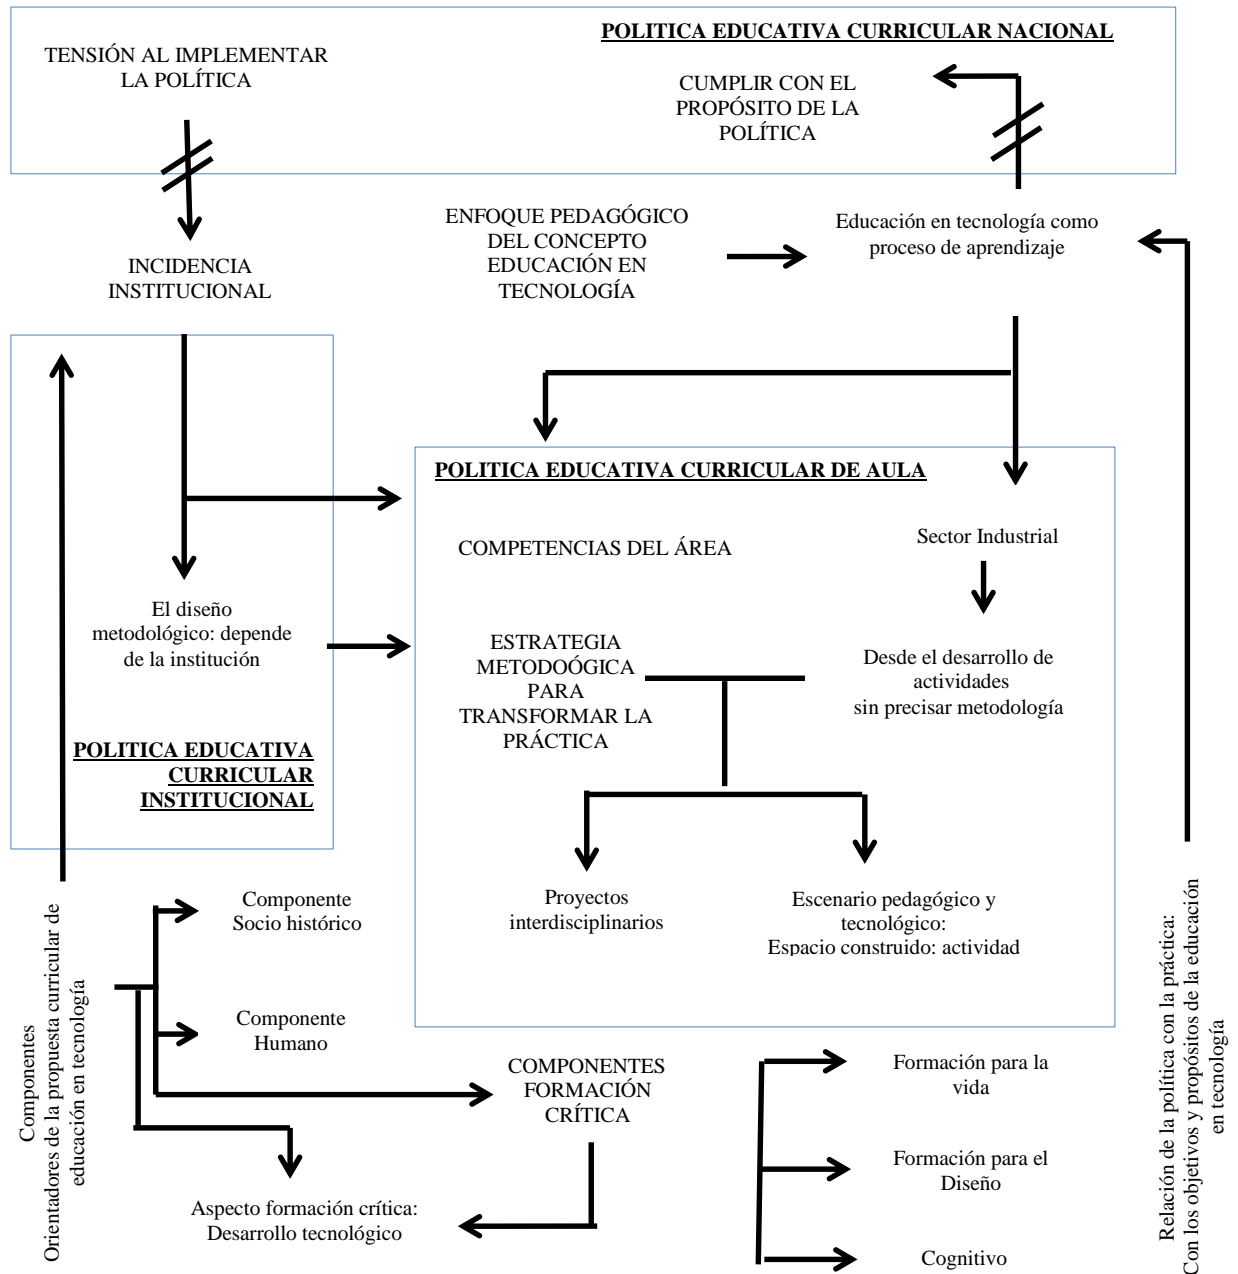 POLITICA EDUCATIVA CURRICULAR NACIONAL
TENSIÓN AL IMPLEMENTAR
LA POLÍTICA
CUMPLIR CON EL
PROPÓSITO DE LA
POLÍTICA
ENFOQUE PEDAGÓGICO
DEL CONCEPTO
EDUCACIÓN EN
TECNOLOGÍA
Educación en tecnología como
proceso de aprendizaje
INCIDENCIA
INSTITUCIONAL
POLITICA EDUCATIVA CURRICULAR DE AULA
COMPETENCIAS DEL ÁREA
Sector Industrial
El diseño
metodológico: depende
de la institución
ESTRATEGIA
METODOÓGICA
PARA
TRANSFORMAR LA
PRÁCTICA
Desde el desarrollo de
actividades
sin precisar metodología
POLITICA EDUCATIVA
CURRICULAR
INSTITUCIONAL
Proyectos
interdisciplinarios
Escenario pedagógico y
tecnológico:
Espacio construido: actividad
Componentes
Orientadores de la propuesta curricular de
educación en tecnología
Componente
Socio histórico
Componente
Humano
COMPONENTES
FORMACIÓN
CRÍTICA
Aspecto formación crítica:
Desarrollo tecnológico
Formación para la
vida
Formación para el
Diseño
Cognitivo
Relación de la política con la práctica:
Con los objetivos y propósitos de la educación
en tecnología